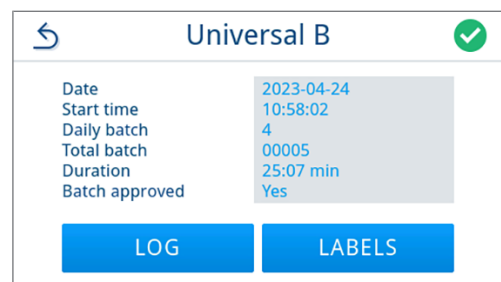 Universal B
Date 2023-04-24
Start time 10:58:02
Daily batch 4
Total batch 00005
Duration 25:07 min
Batch approved Yes
LOG LABELS